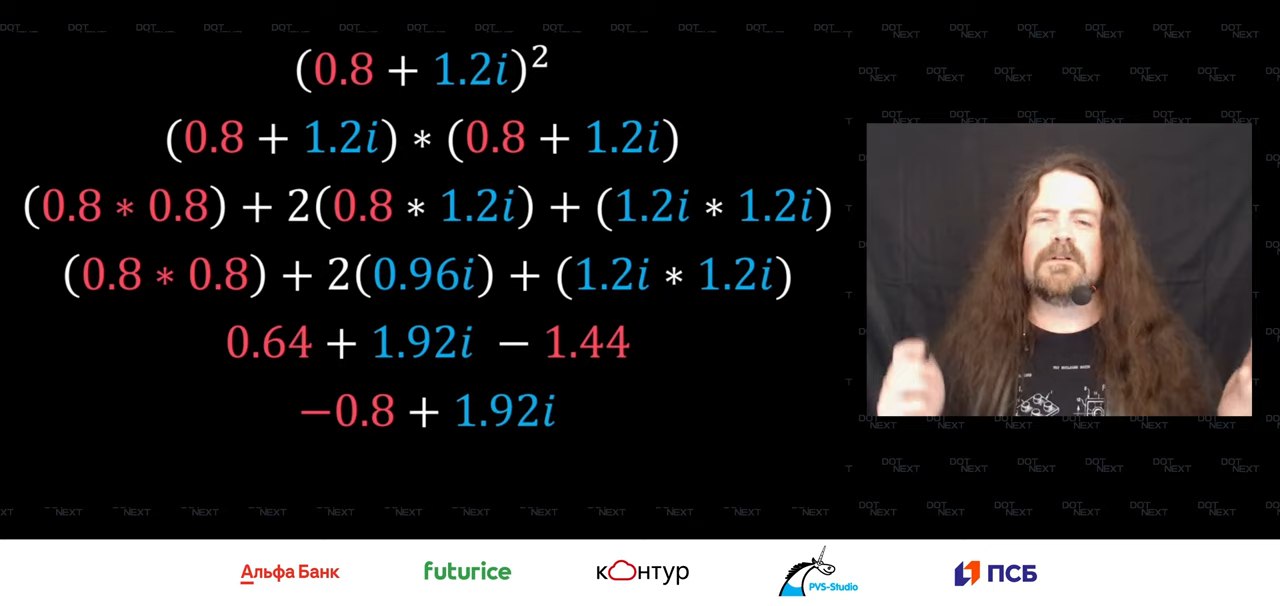 (0.8 + 1.2i)²
(0.8 + 1.2i) * (0.8 + 1.2i)
(0.8 * 0.8) + 2(0.8 * 1.2i) + (1.2i * 1.2i)
(0.8 * 0.8) + 2(0.96i) + (1.2i * 1.2i)
0.64 + 1.92i − 1.44
−0.8 + 1.92i
DOT
NEXT
Альфа Банк
futurice
контур
PVS-Studio
ПСБ